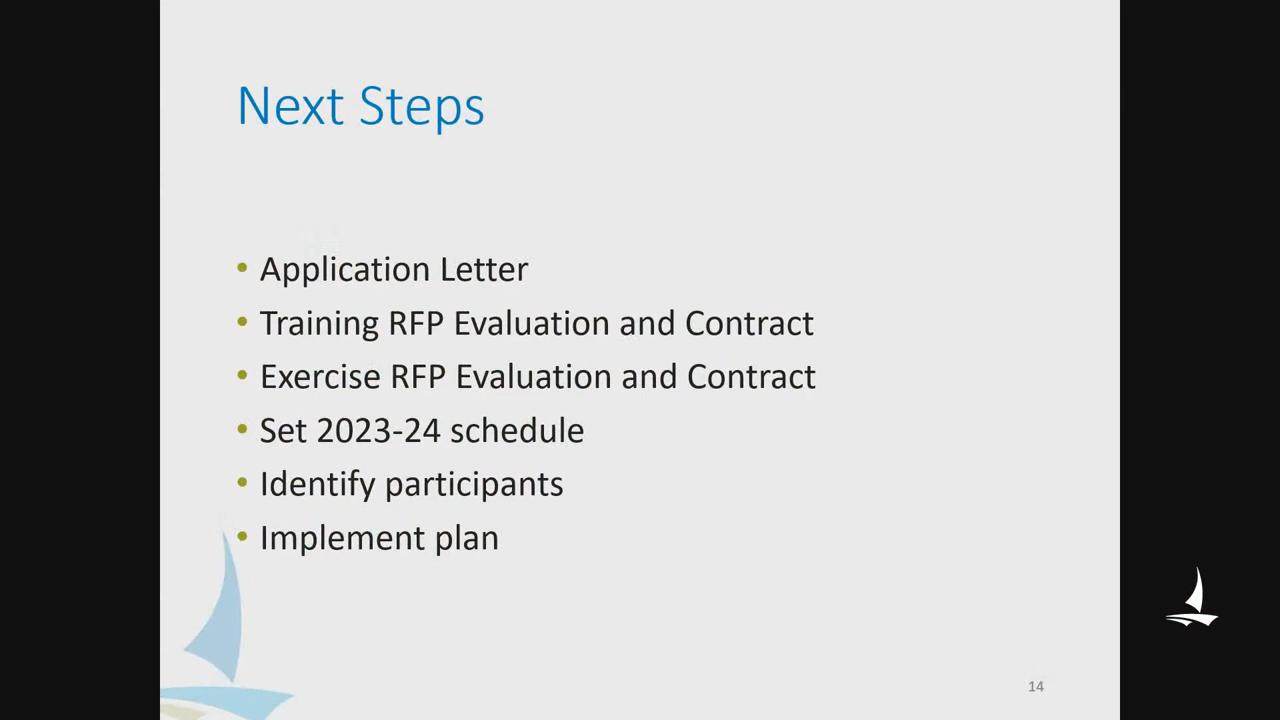 Next Steps
• Application Letter
• Training RFP Evaluation and Contract
• Exercise RFP Evaluation and Contract
• Set 2023-24 schedule
• Identify participants
• Implement plan
14